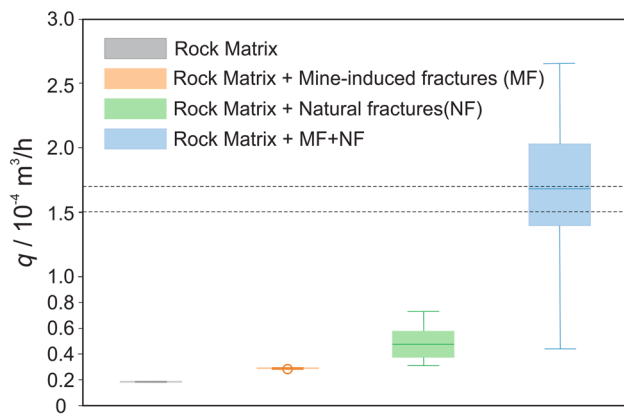 3.0
2.5
2.0
1.5
1.0
0.8
0.6
0.4
0.2
0
q / 10⁻⁴ m³/h
Rock Matrix
Rock Matrix + Mine-induced fractures (MF)
Rock Matrix + Natural fractures(NF)
Rock Matrix + MF+NF